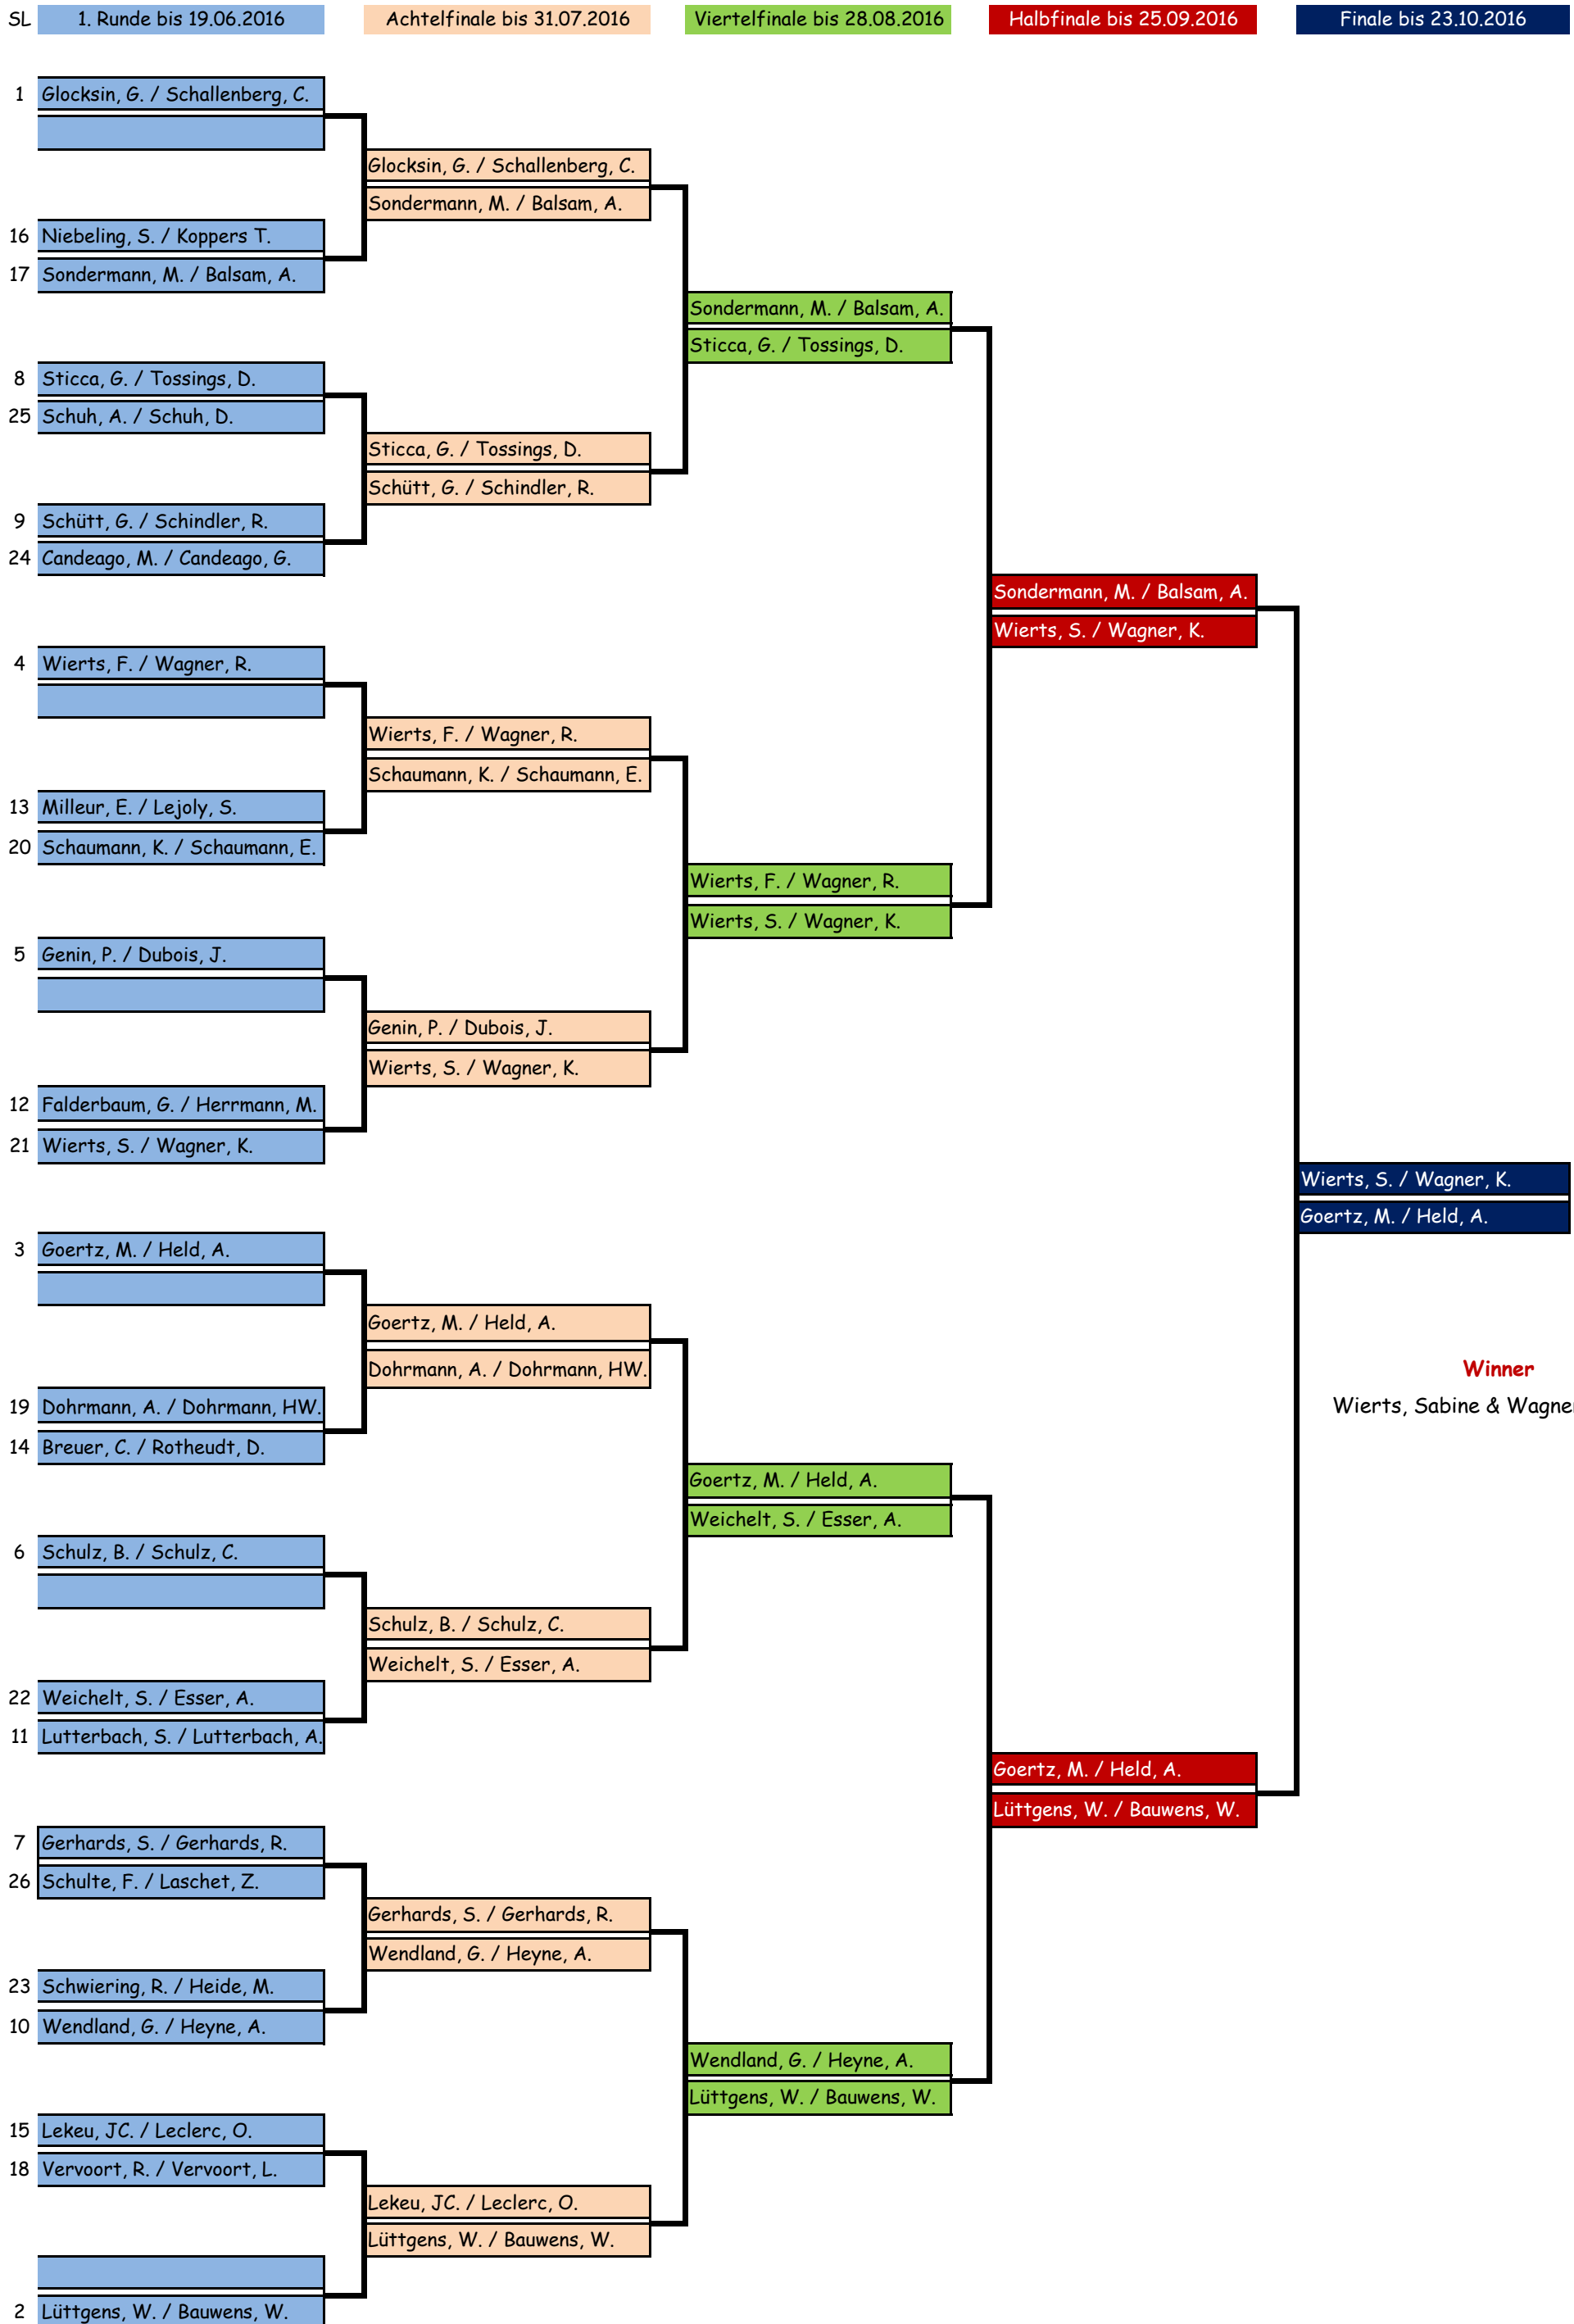 SL 1. Runde bis 19.06.2016 Achtelfinale bis 31.07.2016 Viertelfinale bis 28.08.2016 Halbfinale bis 25.09.2016 Finale bis 23.10.2016
1 Glocksin, G. / Schallenberg, C.
Glocksin, G. / Schallenberg, C.
Sondermann, M. / Balsam, A.
16 Niebeling, S. / Koppers T.
17 Sondermann, M. / Balsam, A.
Sondermann, M. / Balsam, A.
Sticca, G. / Tossings, D.
8 Sticca, G. / Tossings, D.
25 Schuh, A. / Schuh, D.
Sticca, G. / Tossings, D.
Schütt, G. / Schindler, R.
9 Schütt, G. / Schindler, R.
24 Candeago, M. / Candeago, G.
Sondermann, M. / Balsam, A.
Wierts, S. / Wagner, K.
4 Wierts, F. / Wagner, R.
Wierts, F. / Wagner, R.
Schaumann, K. / Schaumann, E.
13 Milleur, E. / Lejoly, S.
20 Schaumann, K. / Schaumann, E.
Wierts, F. / Wagner, R.
Wierts, S. / Wagner, K.
5 Genin, P. / Dubois, J.
Genin, P. / Dubois, J.
Wierts, S. / Wagner, K.
12 Falderbaum, G. / Herrmann, M.
21 Wierts, S. / Wagner, K.
Wierts, S. / Wagner, K.
Goertz, M. / Held, A.
3 Goertz, M. / Held, A.
Goertz, M. / Held, A.
Dohrmann, A. / Dohrmann, HW.
Winner
Wierts, Sabine & Wagner
19 Dohrmann, A. / Dohrmann, HW.
14 Breuer, C. / Rotheudt, D.
Goertz, M. / Held, A.
Weichelt, S. / Esser, A.
6 Schulz, B. / Schulz, C.
Schulz, B. / Schulz, C.
Weichelt, S. / Esser, A.
22 Weichelt, S. / Esser, A.
11 Lutterbach, S. / Lutterbach, A.
Goertz, M. / Held, A.
Lüttgens, W. / Bauwens, W.
7 Gerhards, S. / Gerhards, R.
26 Schulte, F. / Laschet, Z.
Gerhards, S. / Gerhards, R.
Wendland, G. / Heyne, A.
23 Schwiering, R. / Heide, M.
10 Wendland, G. / Heyne, A.
Wendland, G. / Heyne, A.
Lüttgens, W. / Bauwens, W.
15 Lekeu, JC. / Leclerc, O.
18 Vervoort, R. / Vervoort, L.
Lekeu, JC. / Leclerc, O.
Lüttgens, W. / Bauwens, W.
2 Lüttgens, W. / Bauwens, W.